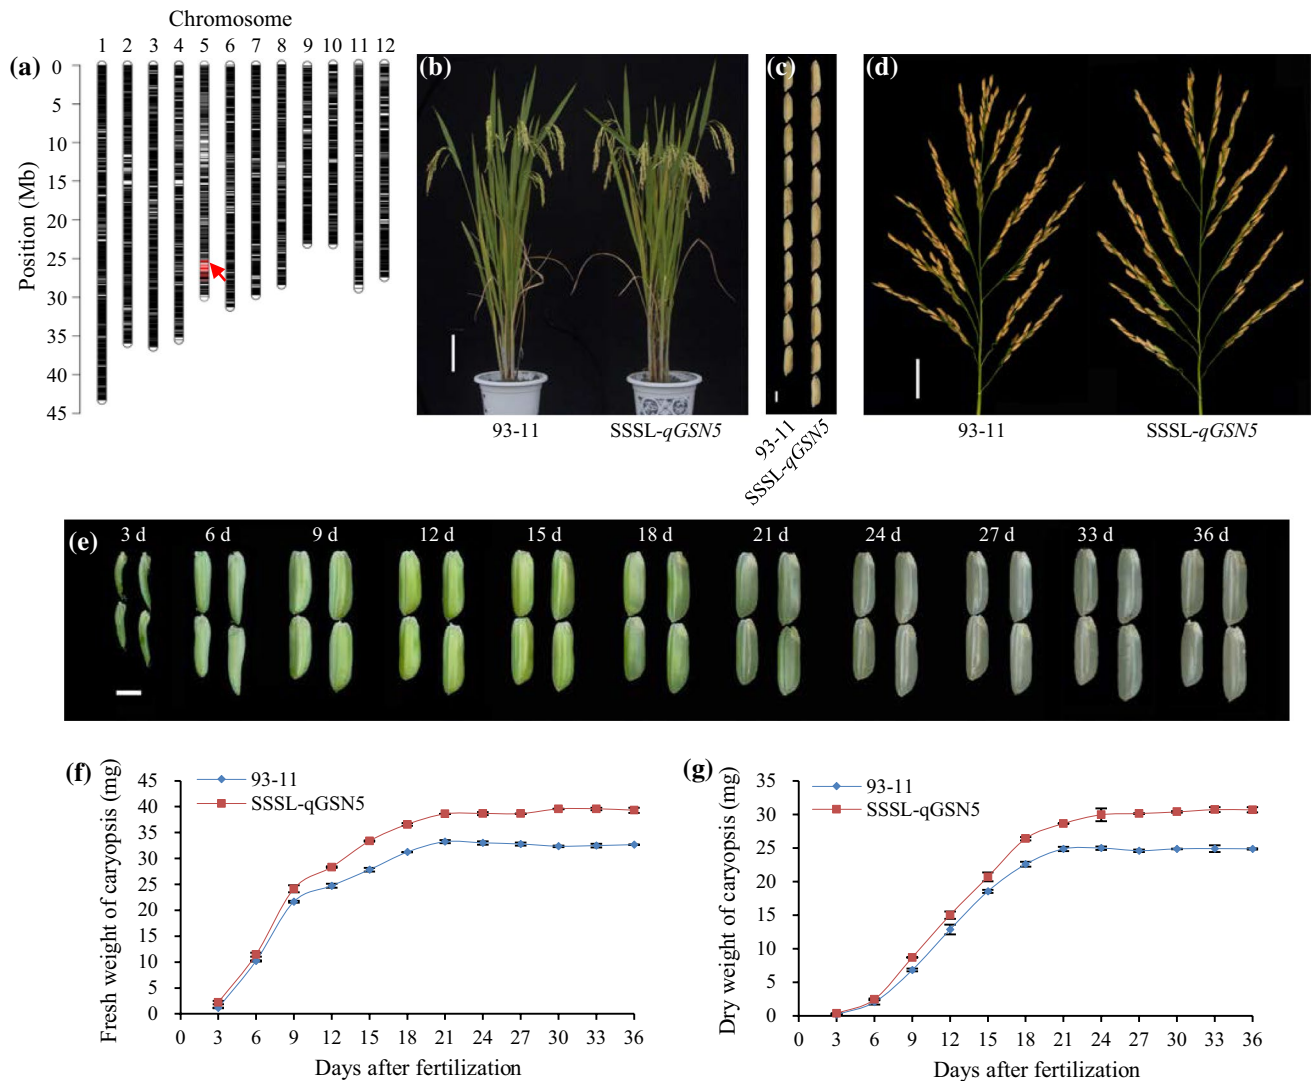 Chromosome
1 2 3 4 5 6 7 8 9 10 11 12
(a)
Position (Mb)
0
5
10
15
20
25
30
35
40
45
(b)
93-11 SSSL-qGSN5
(c)
93-11
SSSL-qGSN5
(d)
93-11 SSSL-qGSN5
(e)
3 d 6 d 9 d 12 d 15 d 18 d 21 d 24 d 27 d 33 d 36 d
(f)
Fresh weight of caryopsis (mg)
45
40
35
30
25
20
15
10
5
0
93-11
SSSL-qGSN5
0 3 6 9 12 15 18 21 24 27 30 33 36
Days after fertilization
(g)
Dry weight of caryopsis (mg)
35
30
25
20
15
10
5
0
93-11
SSSL-qGSN5
0 3 6 9 12 15 18 21 24 27 30 33 36
Days after fertilization